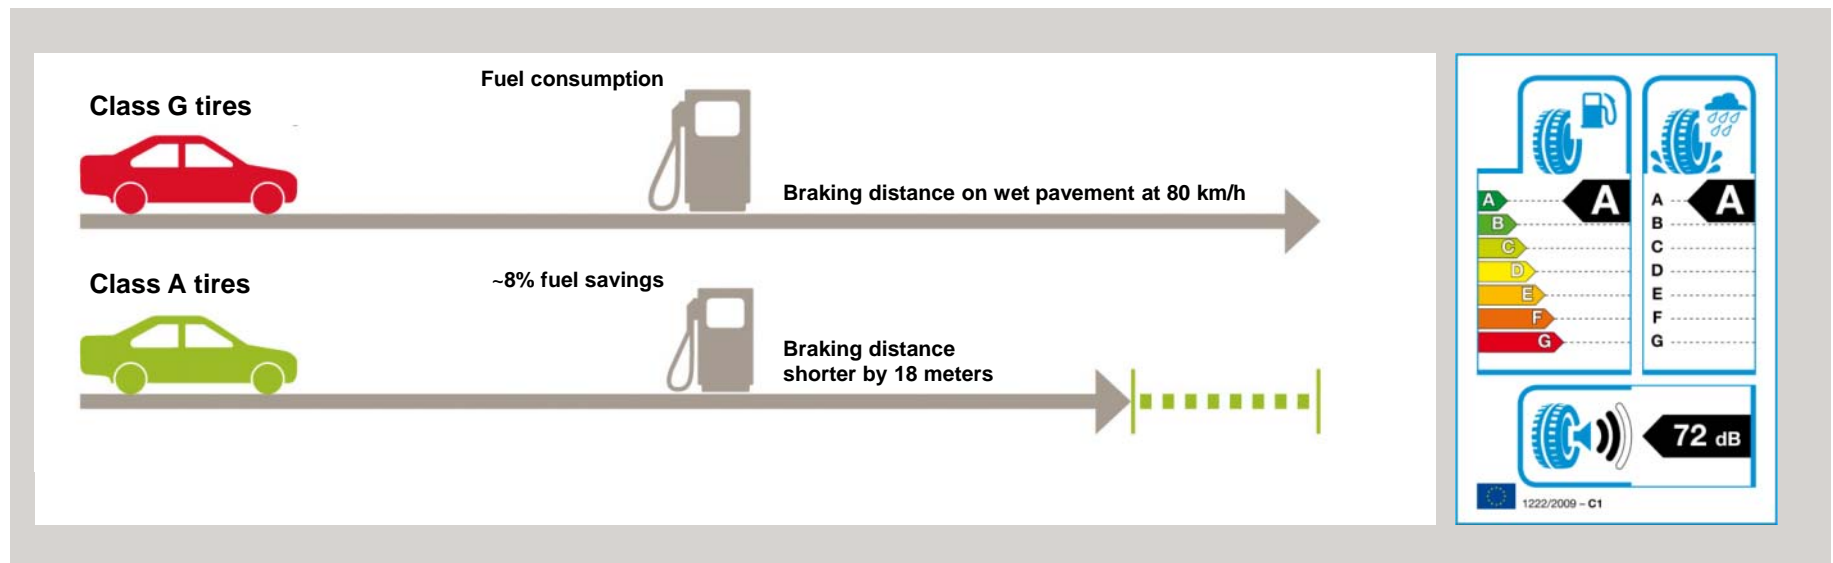 Fuel consumption
Class G tires
Braking distance on wet pavement at 80 km/h
Class A tires
~8% fuel savings
Braking distance
shorter by 18 meters
A A A A
B B
C C
D D
E E
F F
G G
72 dB
1222/2009 – C1